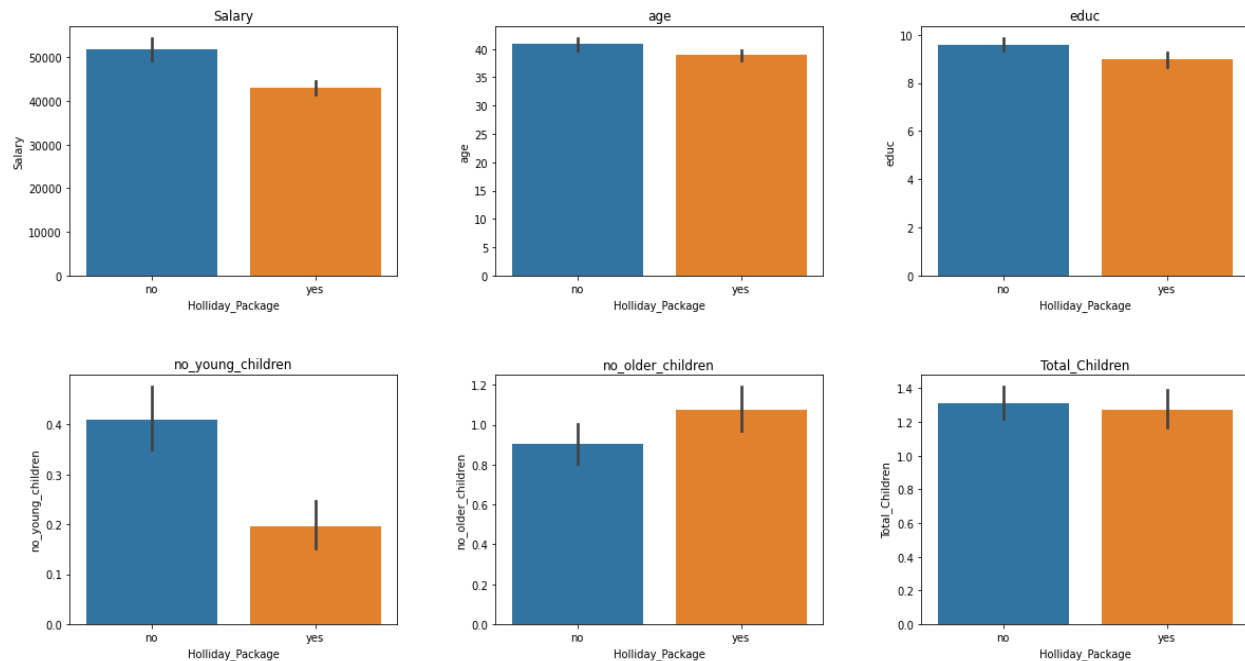 Salary
Salary
50000
40000
30000
20000
10000
0
no
yes
Holliday_Package
age
age
40
35
30
25
20
15
10
5
0
no
yes
Holliday_Package
educ
educ
10
8
6
4
2
0
no
yes
Holliday_Package
no_young_children
no_young_children
0.4
0.3
0.2
0.1
0.0
no
yes
Holliday_Package
no_older_children
no_older_children
1.2
1.0
0.8
0.6
0.4
0.2
0.0
no
yes
Holliday_Package
Total_Children
Total_Children
1.4
1.2
1.0
0.8
0.6
0.4
0.2
0.0
no
yes
Holliday_Package